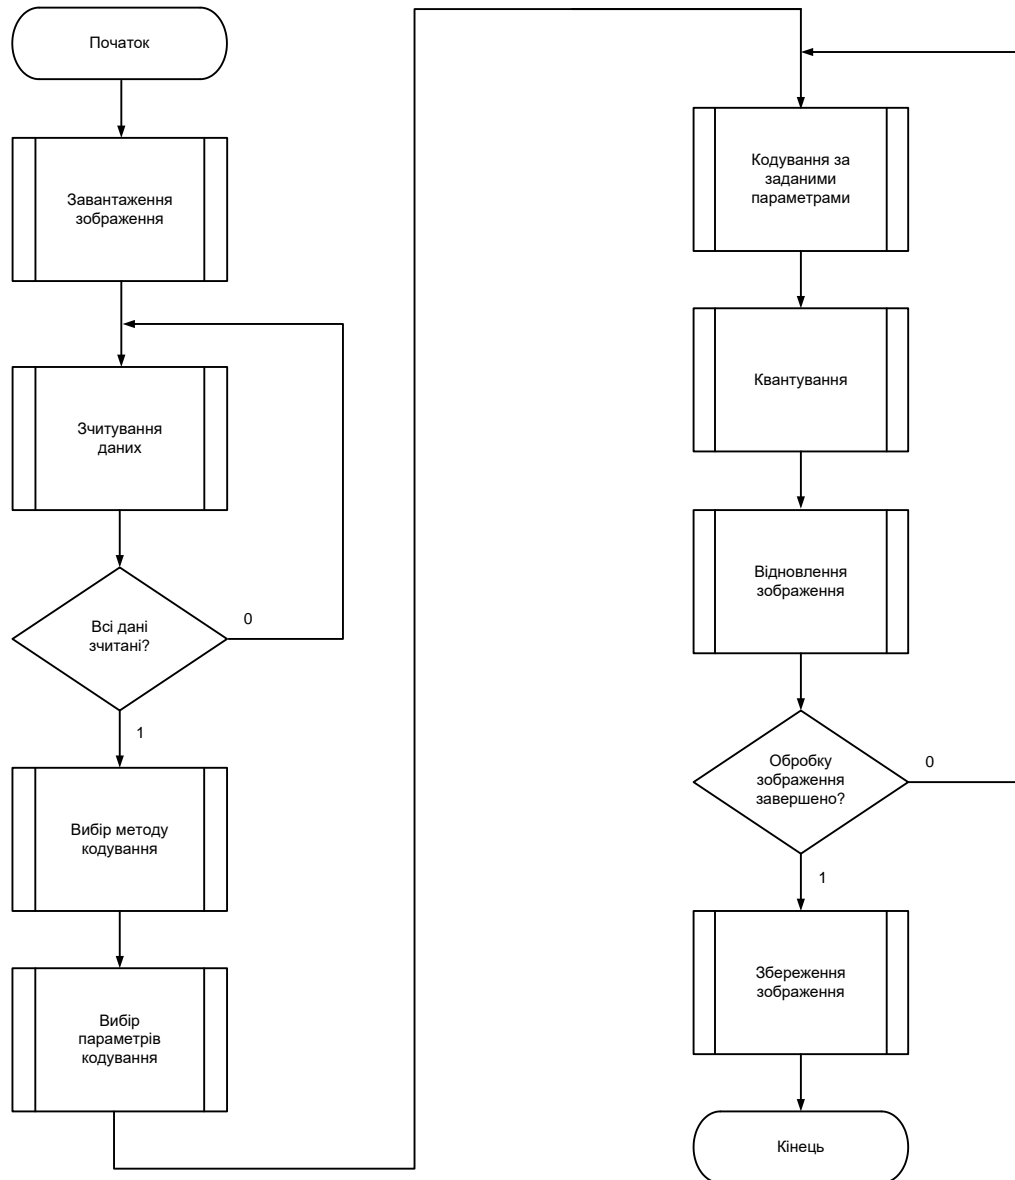 Початок
Завантаження
зображення
Зчитування
даних
Всі дані
зчитані?
0
1
Вибір методу
кодування
Вибір
параметрів
кодування
Кодування за
заданими
параметрами
Квантування
Відновлення
зображення
Обробку
зображення
завершено?
0
1
Збереження
зображення
Кінець